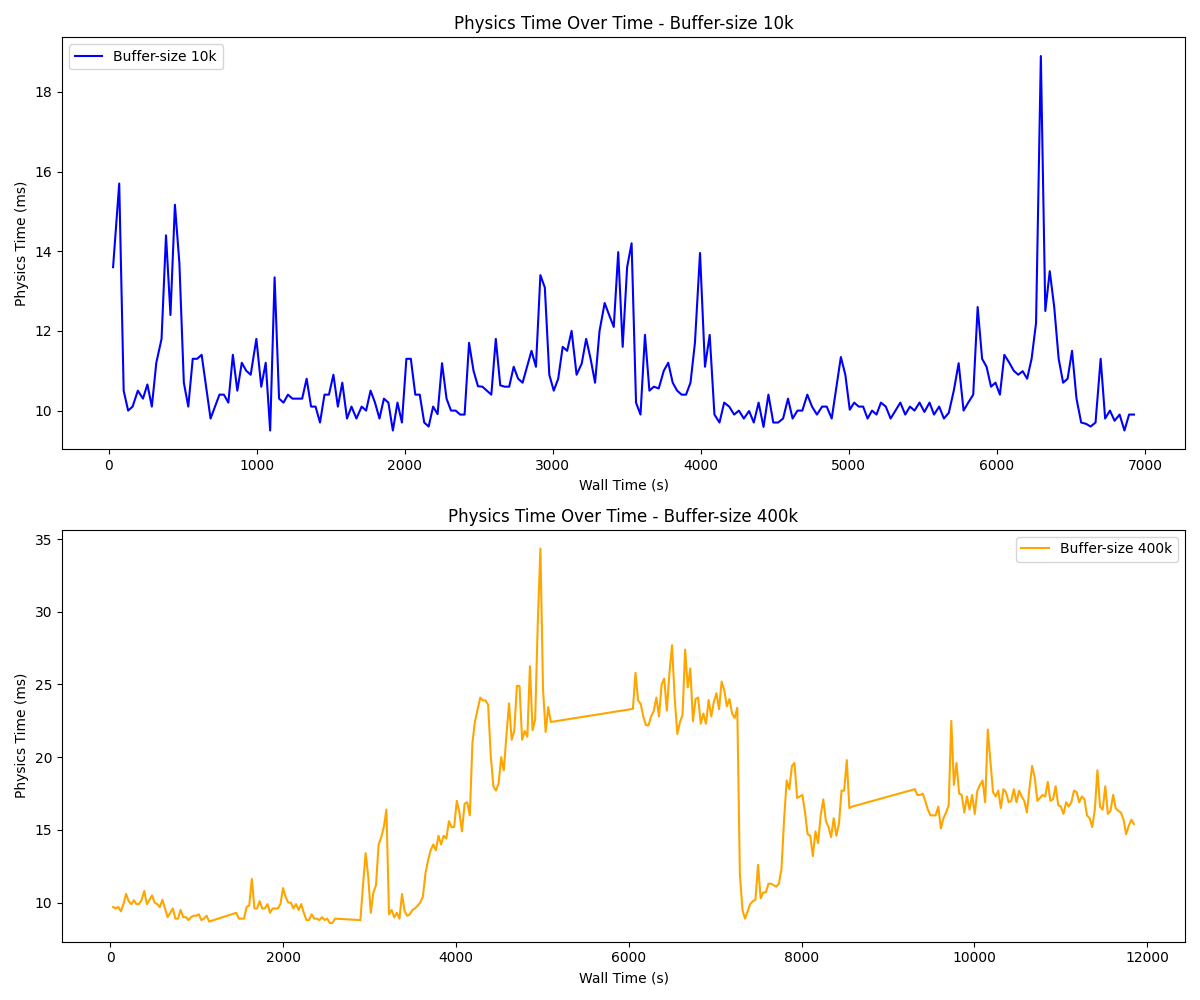 Physics Time Over Time - Buffer-size 10k
Buffer-size 10k
Physics Time (ms)
18
16
14
12
10
0 1000 2000 3000 4000 5000 6000 7000
Wall Time (s)
Physics Time Over Time - Buffer-size 400k
Buffer-size 400k
Physics Time (ms)
35
30
25
20
15
10
0 2000 4000 6000 8000 10000 12000
Wall Time (s)